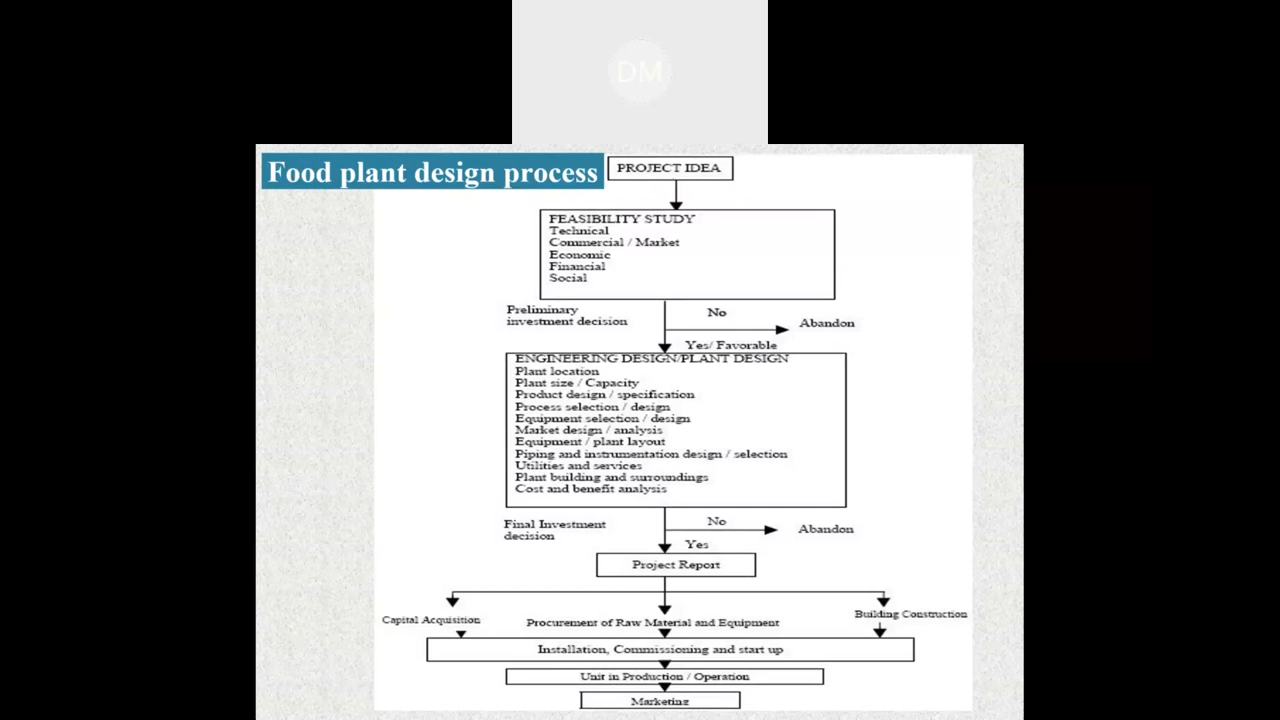 DM
Food plant design process
PROJECT IDEA
FEASIBILITY STUDY
Technical
Commercial / Market
Economic
Financial
Social
Preliminary
investment decision
No
Abandon
Yes/ Favorable
ENGINEERING DESIGN/PLANT DESIGN
Plant location
Plant size / Capacity
Product design / specification
Process selection / design
Equipment selection / design
Market design / analysis
Equipment / plant layout
Piping and instrumentation design / selection
Utilities and services
Plant building and surroundings
Cost and benefit analysis
Final Investment
decision
No
Abandon
Yes
Project Report
Capital Acquisition
Procurement of Raw Material and Equipment
Building Construction
Installation, Commissioning and start up
Unit in Production / Operation
Marketing